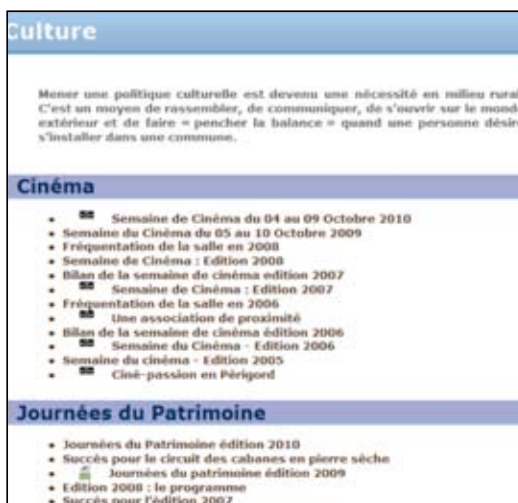 Culture
Mener une politique culturelle est devenu une nécessité en milieu rural
C'est un moyen de rassembler, de communiquer, de s'ouvrir sur le monde
extérieur et de faire « pencher la balance » quand une personne désire
s'installer dans une commune.
Cinéma
Semaine de Cinéma du 04 au 09 Octobre 2010
Semaine du Cinéma du 05 au 10 Octobre 2009
Fréquentation de la salle en 2008
Semaine de Cinéma : Edition 2008
Bilan de la semaine de cinéma edition 2007
Semaine de Cinéma : Edition 2007
Fréquentation de la salle en 2006
Une association de proximité
Bilan de la semaine de cinéma édition 2006
Semaine du Cinéma - Edition 2006
Semaine du cinéma - Edition 2005
Ciné-passion en Périgord
Journées du Patrimoine
Journées du Patrimoine édition 2010
Succès pour le circuit des cabanes en pierre sèche
Journées du patrimoine édition 2009
Edition 2008 : le programme
Succès pour l'édition 2007